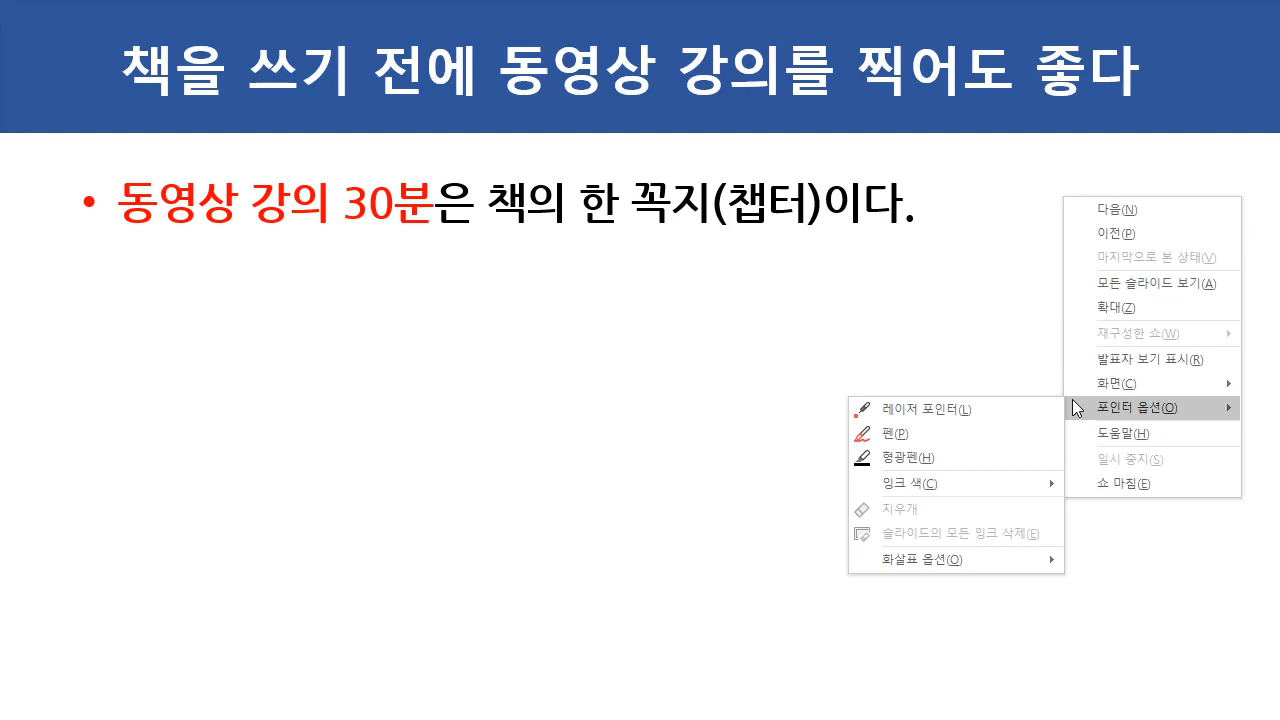 책을 쓰기 전에 동영상 강의를 찍어도 좋다
• 동영상 강의 30분은 책의 한 꼭지(챕터)이다.
다음(N)
이전(P)
마지막으로 본 상태(V)
모든 슬라이드 보기(A)
확대(Z)
재구성한 쇼(W)
발표자 보기 표시(R)
화면(C)
포인터 옵션(O)
도움말(H)
일시 중지(S)
쇼 마침(E)
레이저 포인터(L)
펜(P)
형광펜(H)
잉크 색(C)
지우개
슬라이드의 모든 잉크 삭제(E)
화살표 옵션(O)